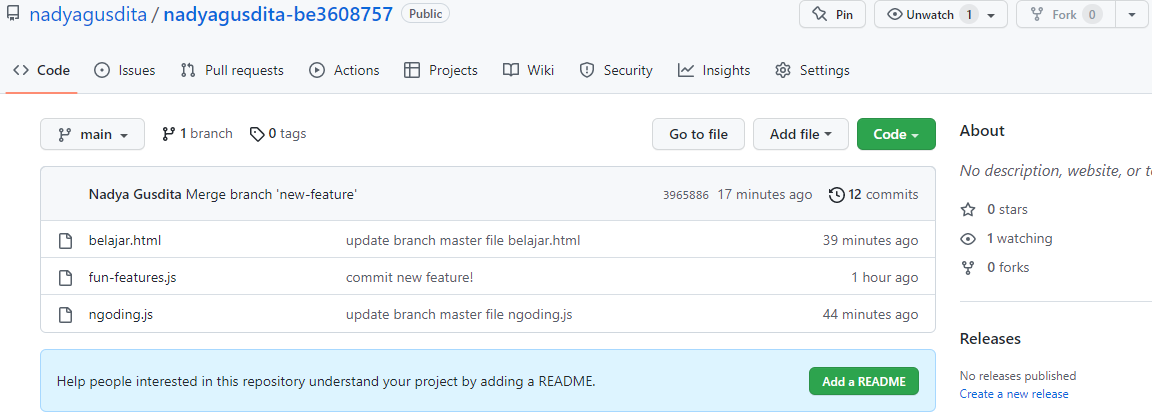 nadyagusdita / nadyagusdita-be3608757 Public
Pin
Unwatch 1
Fork 0
Code Issues Pull requests Actions Projects Wiki Security Insights Settings
main 1 branch 0 tags Go to file Add file Code
Nadya Gusdita Merge branch 'new-feature' 3965886 17 minutes ago 12 commits
belajar.html update branch master file belajar.html 39 minutes ago
fun-features.js commit new feature! 1 hour ago
ngoding.js update branch master file ngoding.js 44 minutes ago
Help people interested in this repository understand your project by adding a README. Add a README
About
No description, website, or
0 stars
1 watching
0 forks
Releases
No releases published
Create a new release